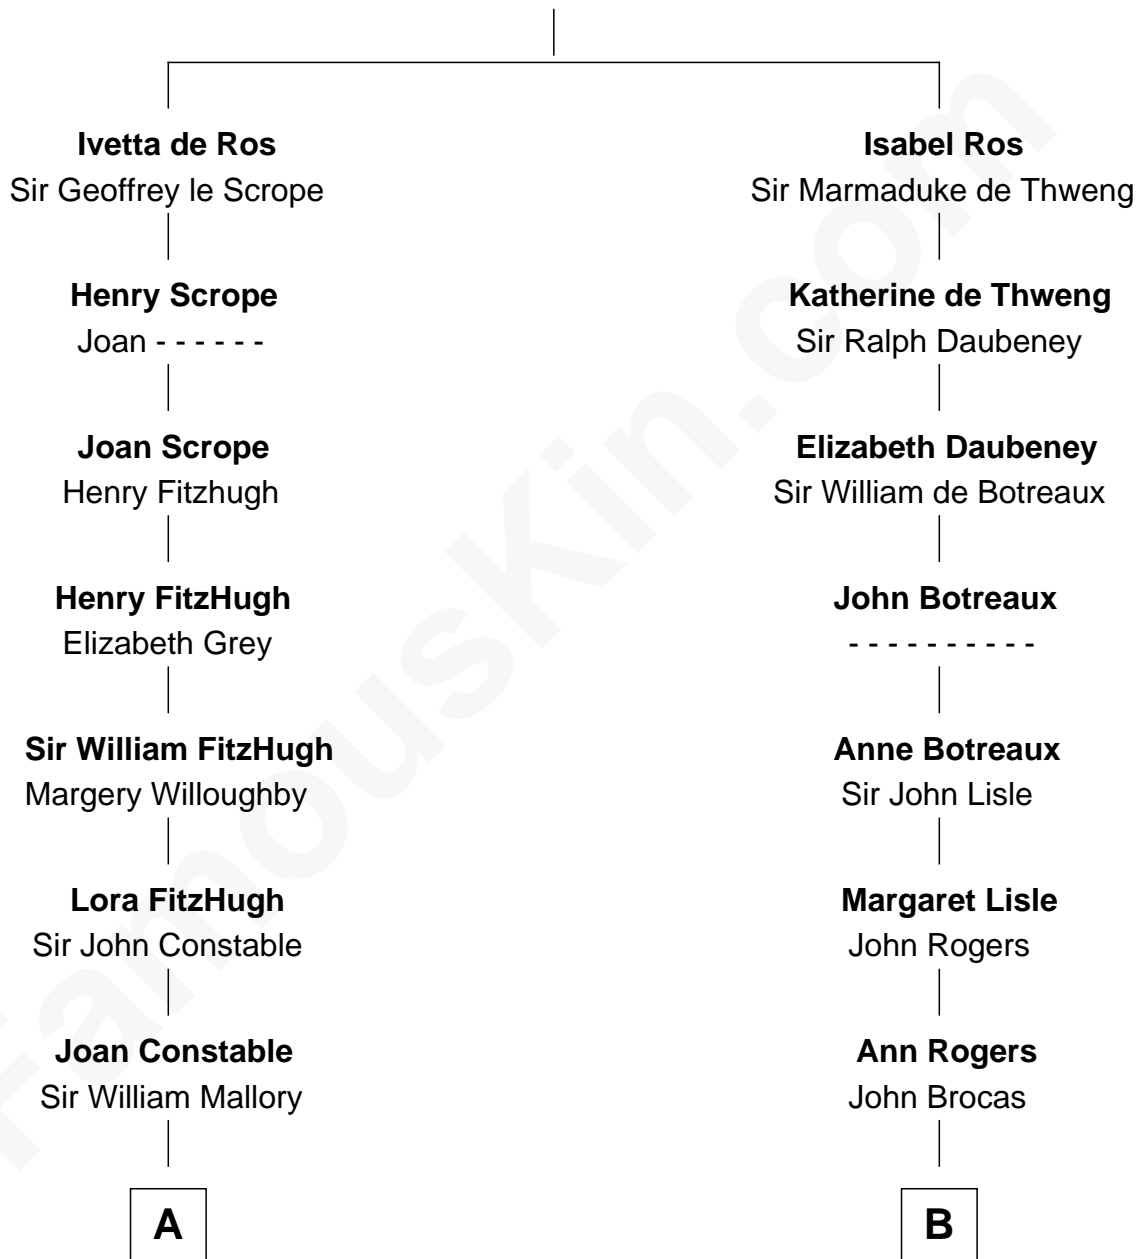 Ivetta de Ros
Sir Geoffrey le Scrope
Henry Scrope
Joan - - - - - -
Joan Scrope
Henry Fitzhugh
Henry FitzHugh
Elizabeth Grey
Sir William FitzHugh
Margery Willoughby
Lora FitzHugh
Sir John Constable
Joan Constable
Sir William Mallory
A
Isabel Ros
Sir Marmaduke de Thweng
Katherine de Thweng
Sir Ralph Daubeney
Elizabeth Daubeney
Sir William de Botreaux
John Botreaux
- - - - - - - - - -
Anne Botreaux
Sir John Lisle
Margaret Lisle
John Rogers
Ann Rogers
John Brocas
B
FamousKin.com